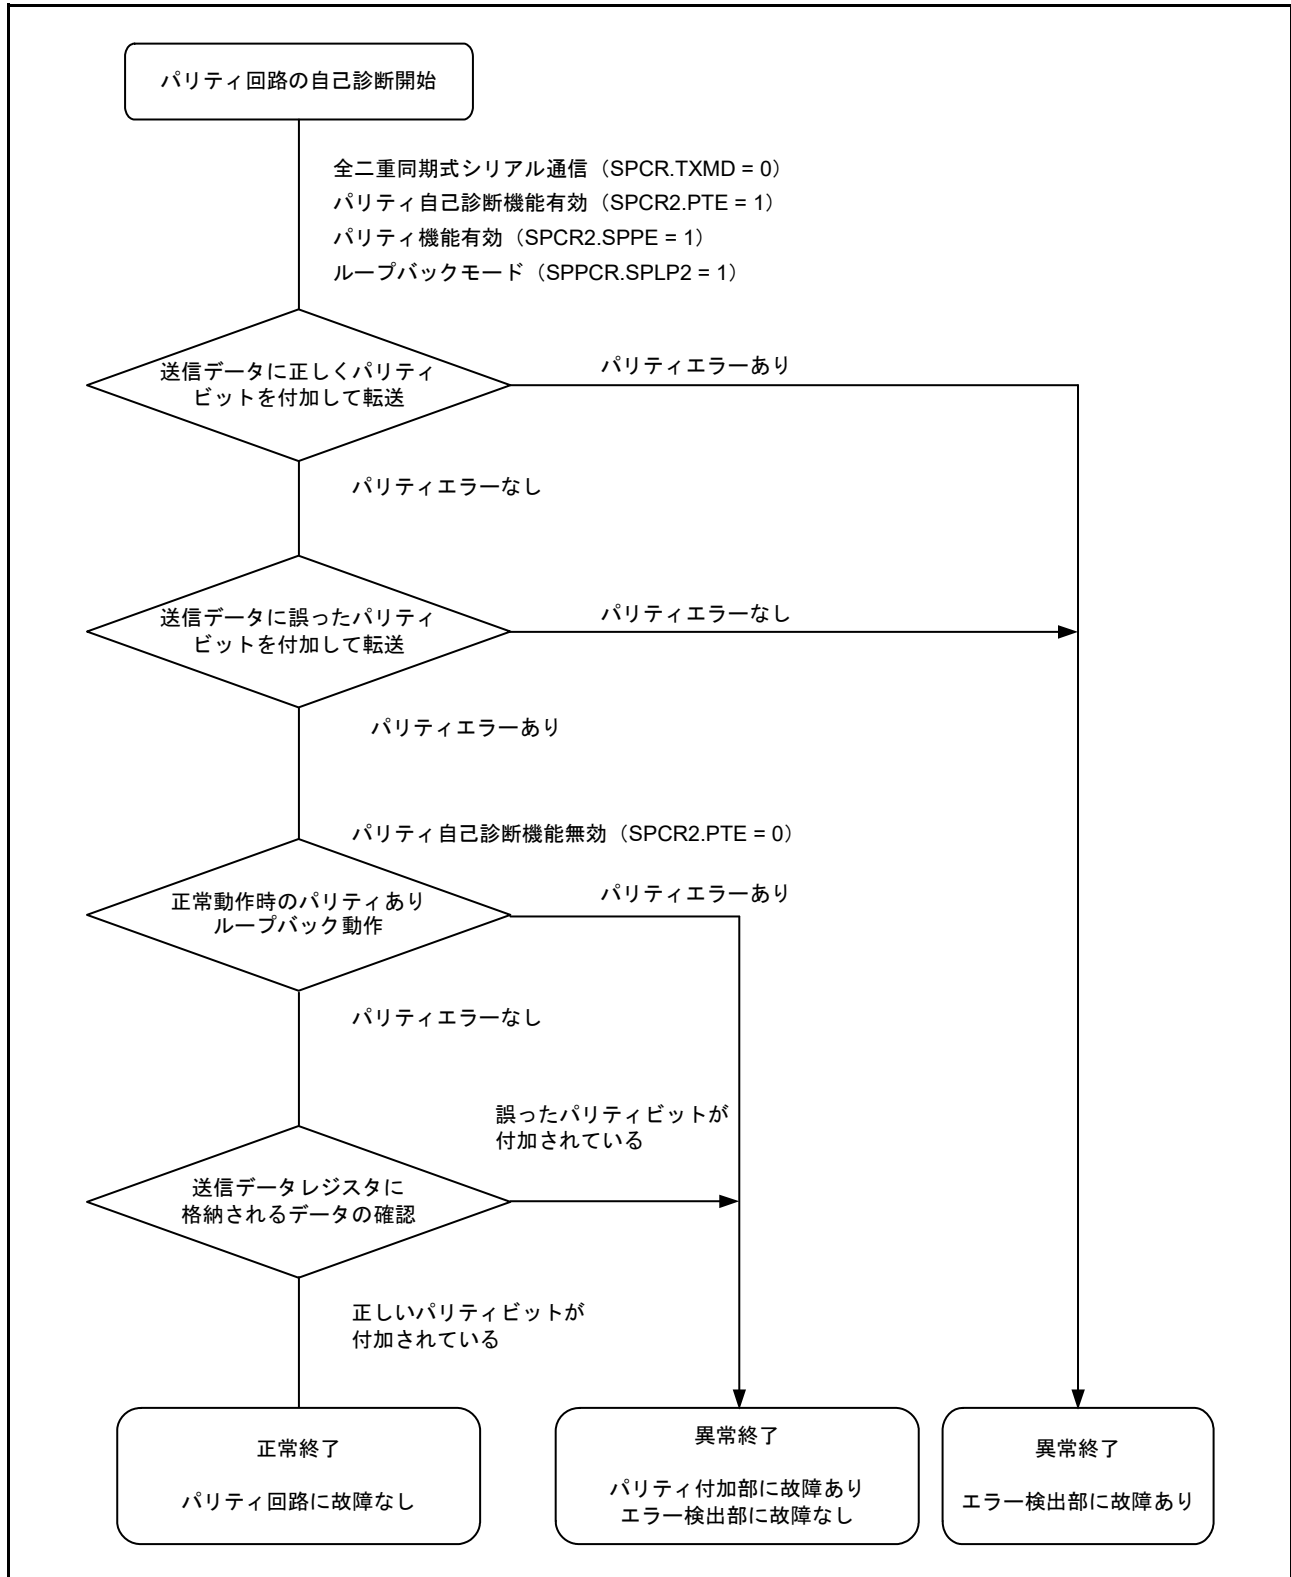 パリティ回路の自己診断開始
全二重同期式シリアル通信（SPCR.TXMD = 0）
パリティ自己診断機能有効（SPCR2.PTE = 1）
パリティ機能有効（SPCR2.SPPE = 1）
ループバックモード（SPPCR.SPLP2 = 1）
送信データに正しくパリティ
ビットを付加して転送
パリティエラーあり
パリティエラーなし
送信データに誤ったパリティ
ビットを付加して転送
パリティエラーなし
パリティエラーあり
パリティ自己診断機能無効（SPCR2.PTE = 0）
正常動作時のパリティあり
ループバック動作
パリティエラーあり
パリティエラーなし
誤ったパリティビットが
付加されている
送信データレジスタに
格納されるデータの確認
正しいパリティビットが
付加されている
正常終了
パリティ回路に故障なし
異常終了
パリティ付加部に故障あり
エラー検出部に故障なし
異常終了
エラー検出部に故障あり